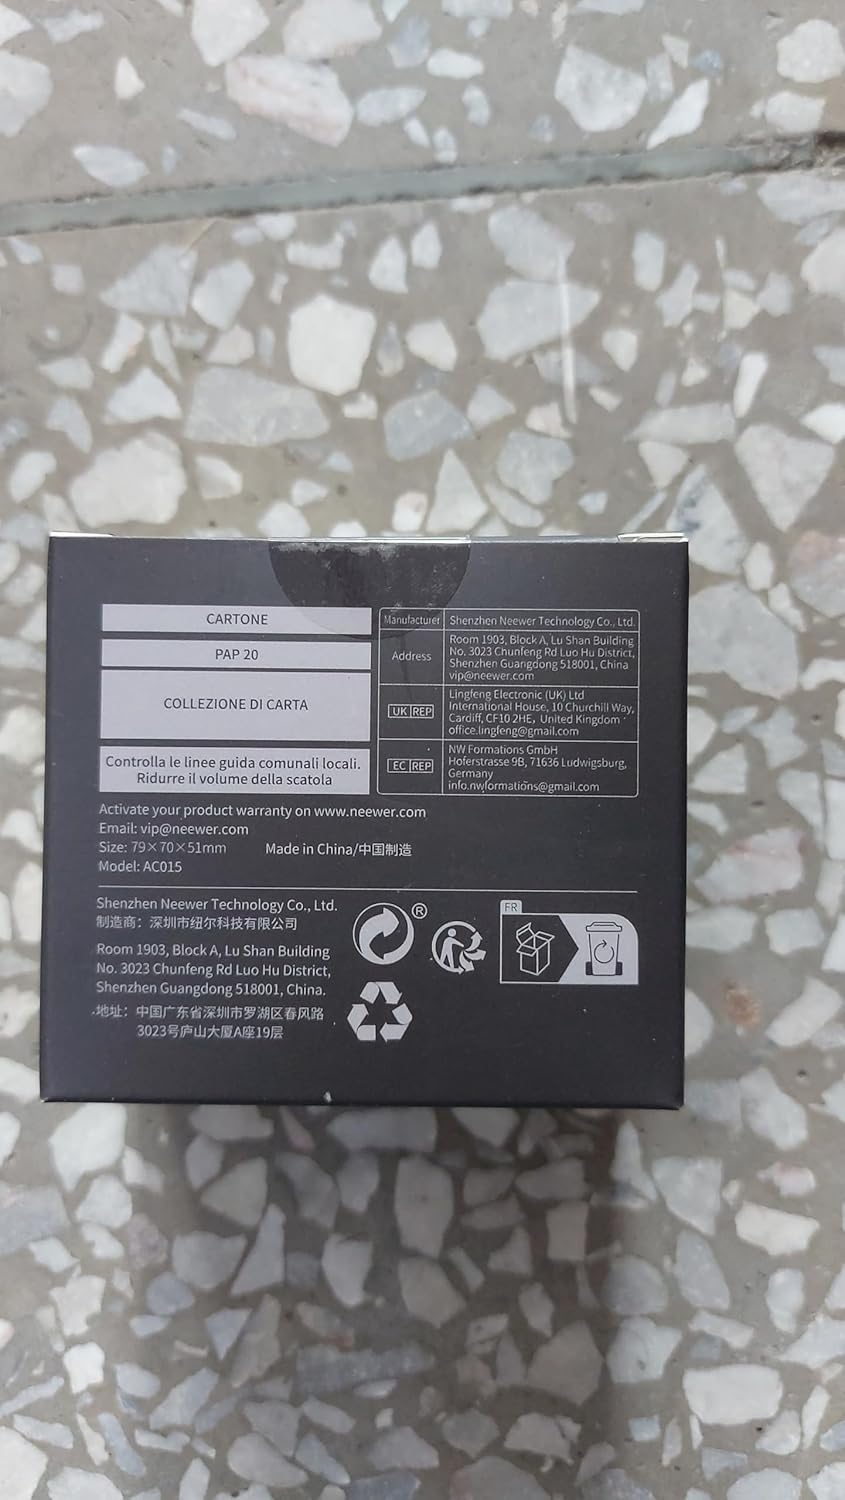 CARTONE
PAP 20
COLLEZIONE DI CARTA
Controlla le linee guida comunali locali.
Ridurre il volume della scatola
Manufacturer Shenzhen Neewer Technology Co., Ltd.
Address
Room 1903, Block A, Lu Shan Building
No. 3023 Chunfeng Rd Luo Hu District,
Shenzhen Guangdong 518001, China
vip@neewer.com
UK REP
Lingfeng Electronic (UK) Ltd
International House, 10 Churchill Way,
Cardiff, CF10 2HE, United Kingdom
office.lingfeng@gmail.com
EC REP
NW Formations GmbH
Hoferstrasse 9B, 71636 Ludwigsburg,
Germany
info.nwformations@gmail.com
Activate your product warranty on www.neewer.com
Email: vip@neewer.com
Size: 79×70×51mm Made in China/中国制造
Model: AC015
Shenzhen Neewer Technology Co., Ltd.
制造商：深圳市纽尔科技有限公司
Room 1903, Block A, Lu Shan Building
No. 3023 Chunfeng Rd Luo Hu District,
Shenzhen Guangdong 518001, China.
地址：中国广东省深圳市罗湖区春风路
3023号庐山大厦A座19层
®
FR